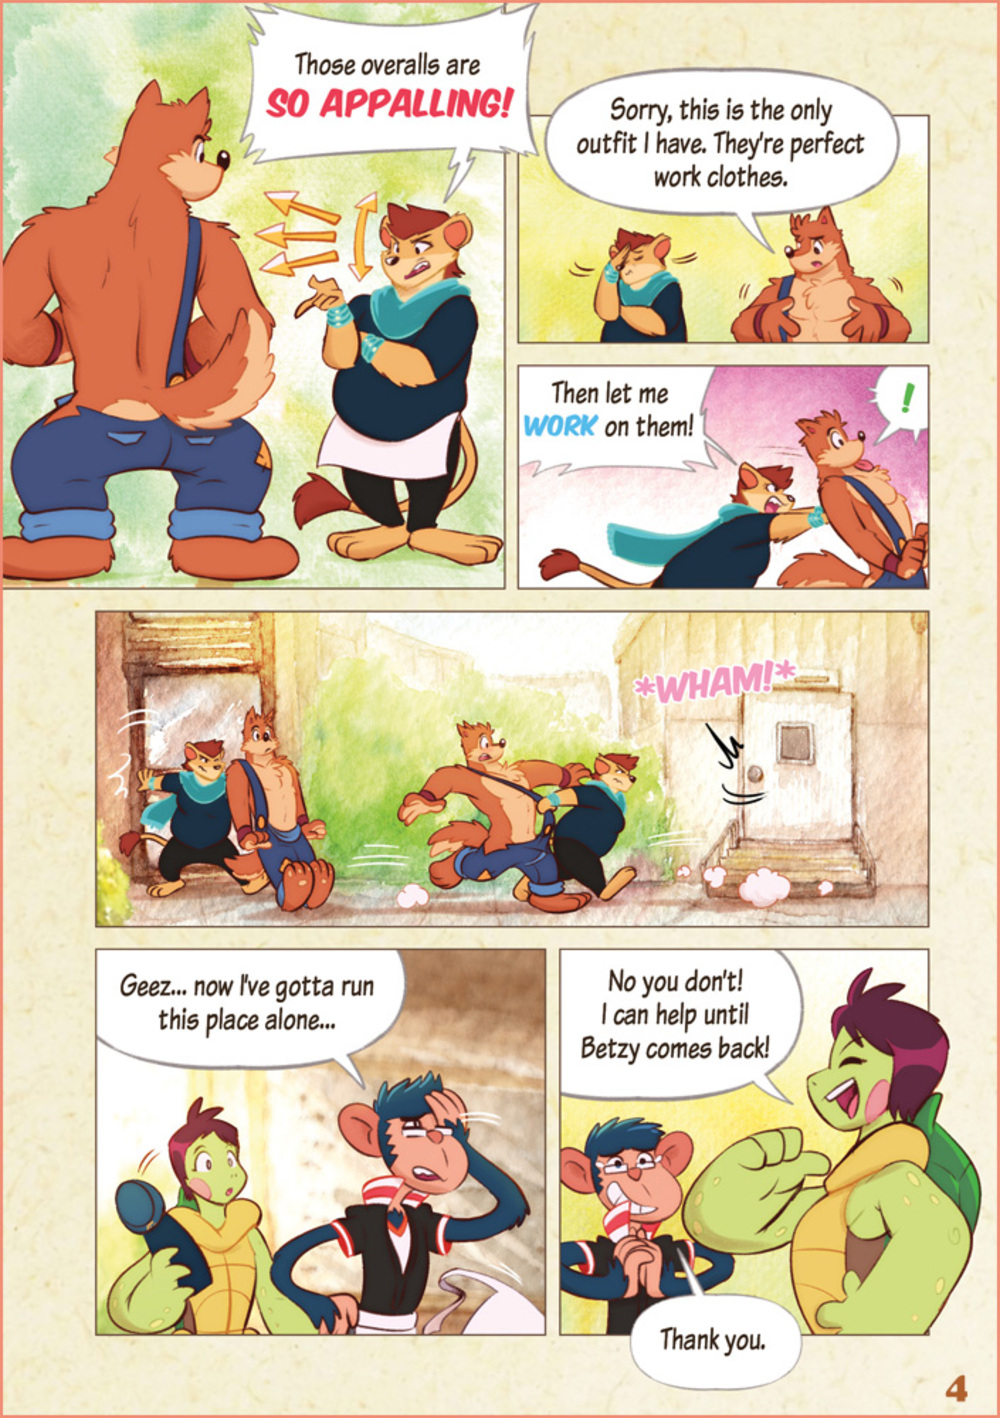 Those overalls are
SO APPALLING!
Sorry, this is the only
outfit I have. They're perfect
work clothes.
Then let me
WORK on them!
!
*WHAM!*
Geez... now I've gotta run
this place alone...
No you don't!
I can help until
Betzy comes back!
Thank you.
4